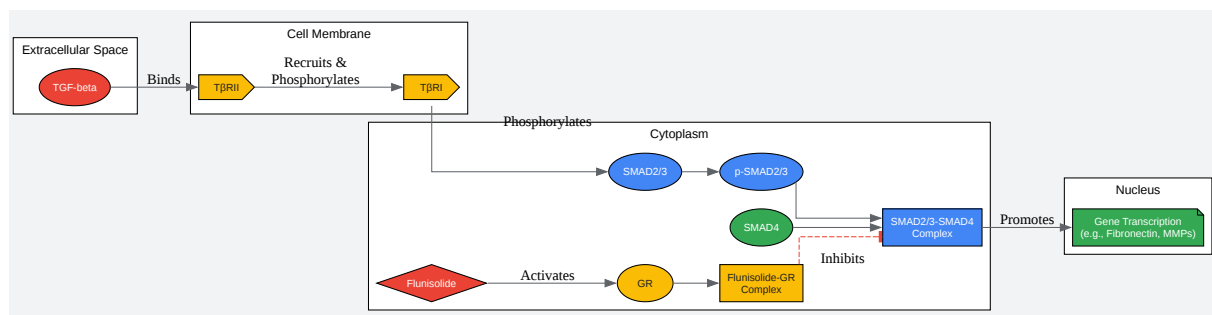 Extracellular Space
TGF-beta
Binds
Cell Membrane
TβRII
Recruits &
Phosphorylates
TβRI
Phosphorylates
Cytoplasm
SMAD2/3
p-SMAD2/3
SMAD4
SMAD2/3-SMAD4
Complex
Inhibits
Flunisolide
Activates
GR
Flunisolide-GR
Complex
Promotes
Nucleus
Gene Transcription
(e.g., Fibronectin, MMPs)